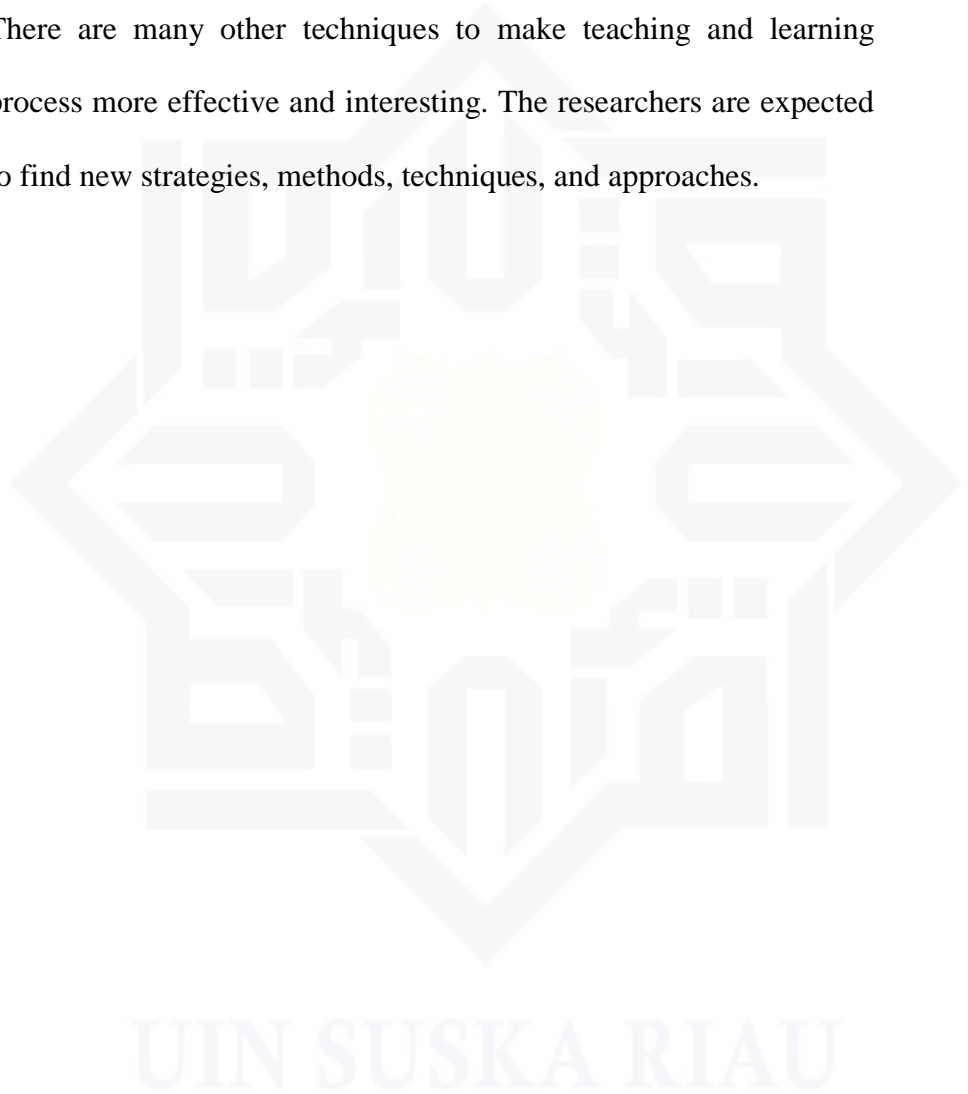 There are many other techniques to make teaching and learning
process more effective and interesting. The researchers are expected
to find new strategies, methods, techniques, and approaches.
UIN SUSKA RIAU